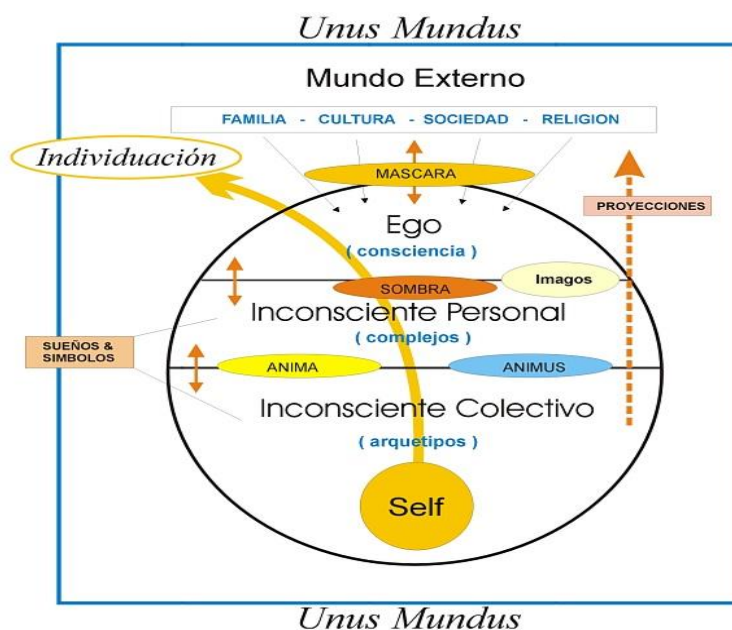 Unus Mundus
Mundo Externo
FAMILIA - CULTURA - SOCIEDAD - RELIGION
Individuación
MASCARA
PROYECCIONES
Ego
( consciencia )
Imagos
SOMBRA
Inconsciente Personal
( complejos )
SUEÑOS &
SIMBOLOS
ANIMA
ANIMUS
Inconsciente Colectivo
( arquetipos )
Self
Unus Mundus